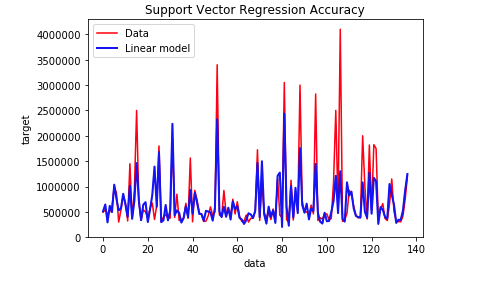 Support Vector Regression Accuracy
Data
Linear model
target
4000000
3500000
3000000
2500000
2000000
1500000
1000000
500000
0
0 20 40 60 80 100 120 140
data